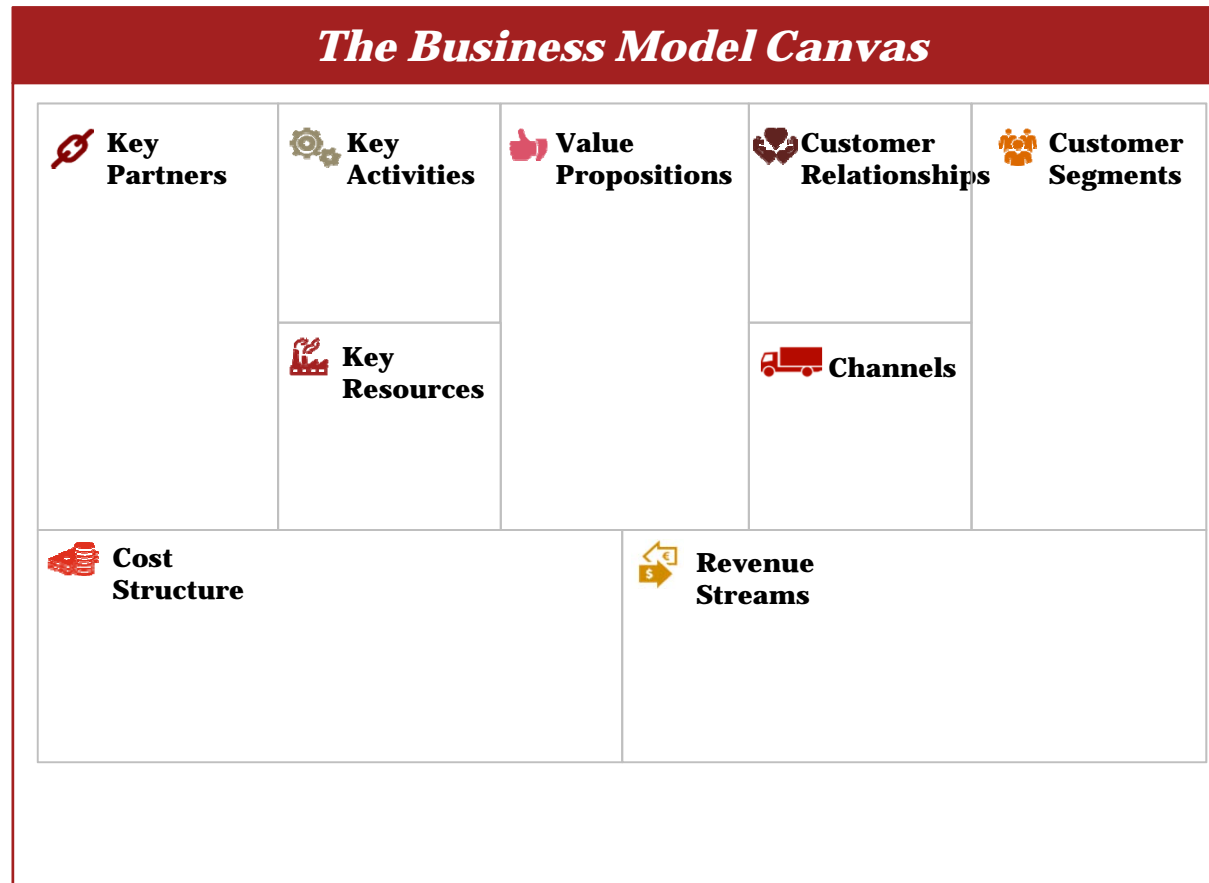 The Business Model Canvas
Key
Partners
Key
Activities
Value
Propositions
Customer
Relationships
Customer
Segments
Key
Resources
Channels
Cost
Structure
€
$
Revenue
Streams